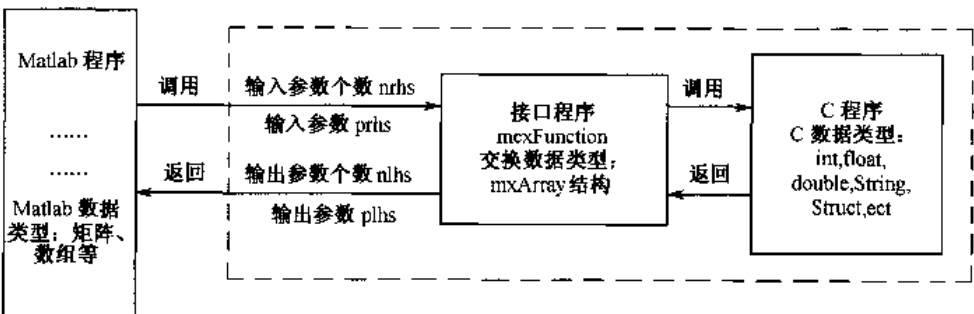 Matlab 程序
……
……
Matlab 数据
类型：矩阵、
数组等
调用
返回
输入参数个数 nrhs
输入参数 prhs
输出参数个数 nlhs
输出参数 plhs
接口程序
mexFunction
交换数据类型：
mxArray 结构
调用
返回
C 程序
C 数据类型：
int,float,
double,String,
Struct,ect